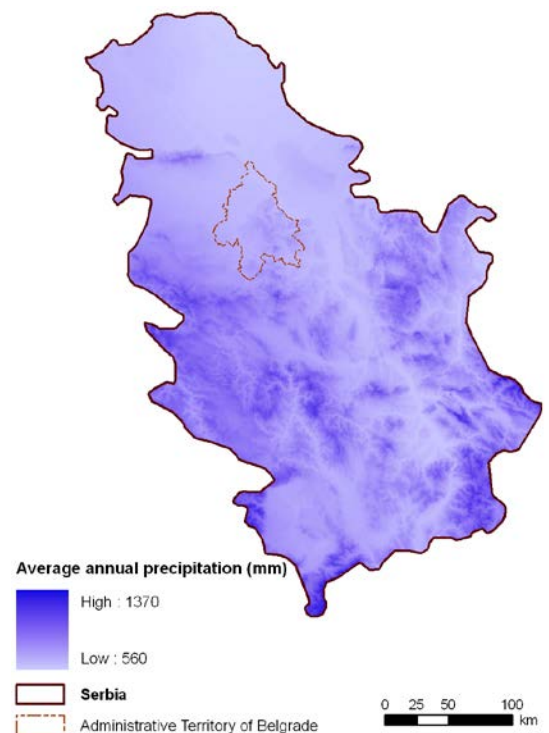 Average annual precipitation (mm)
High : 1370
Low : 560
Serbia
Administrative Territory of Belgrade
0 25 50 100
km